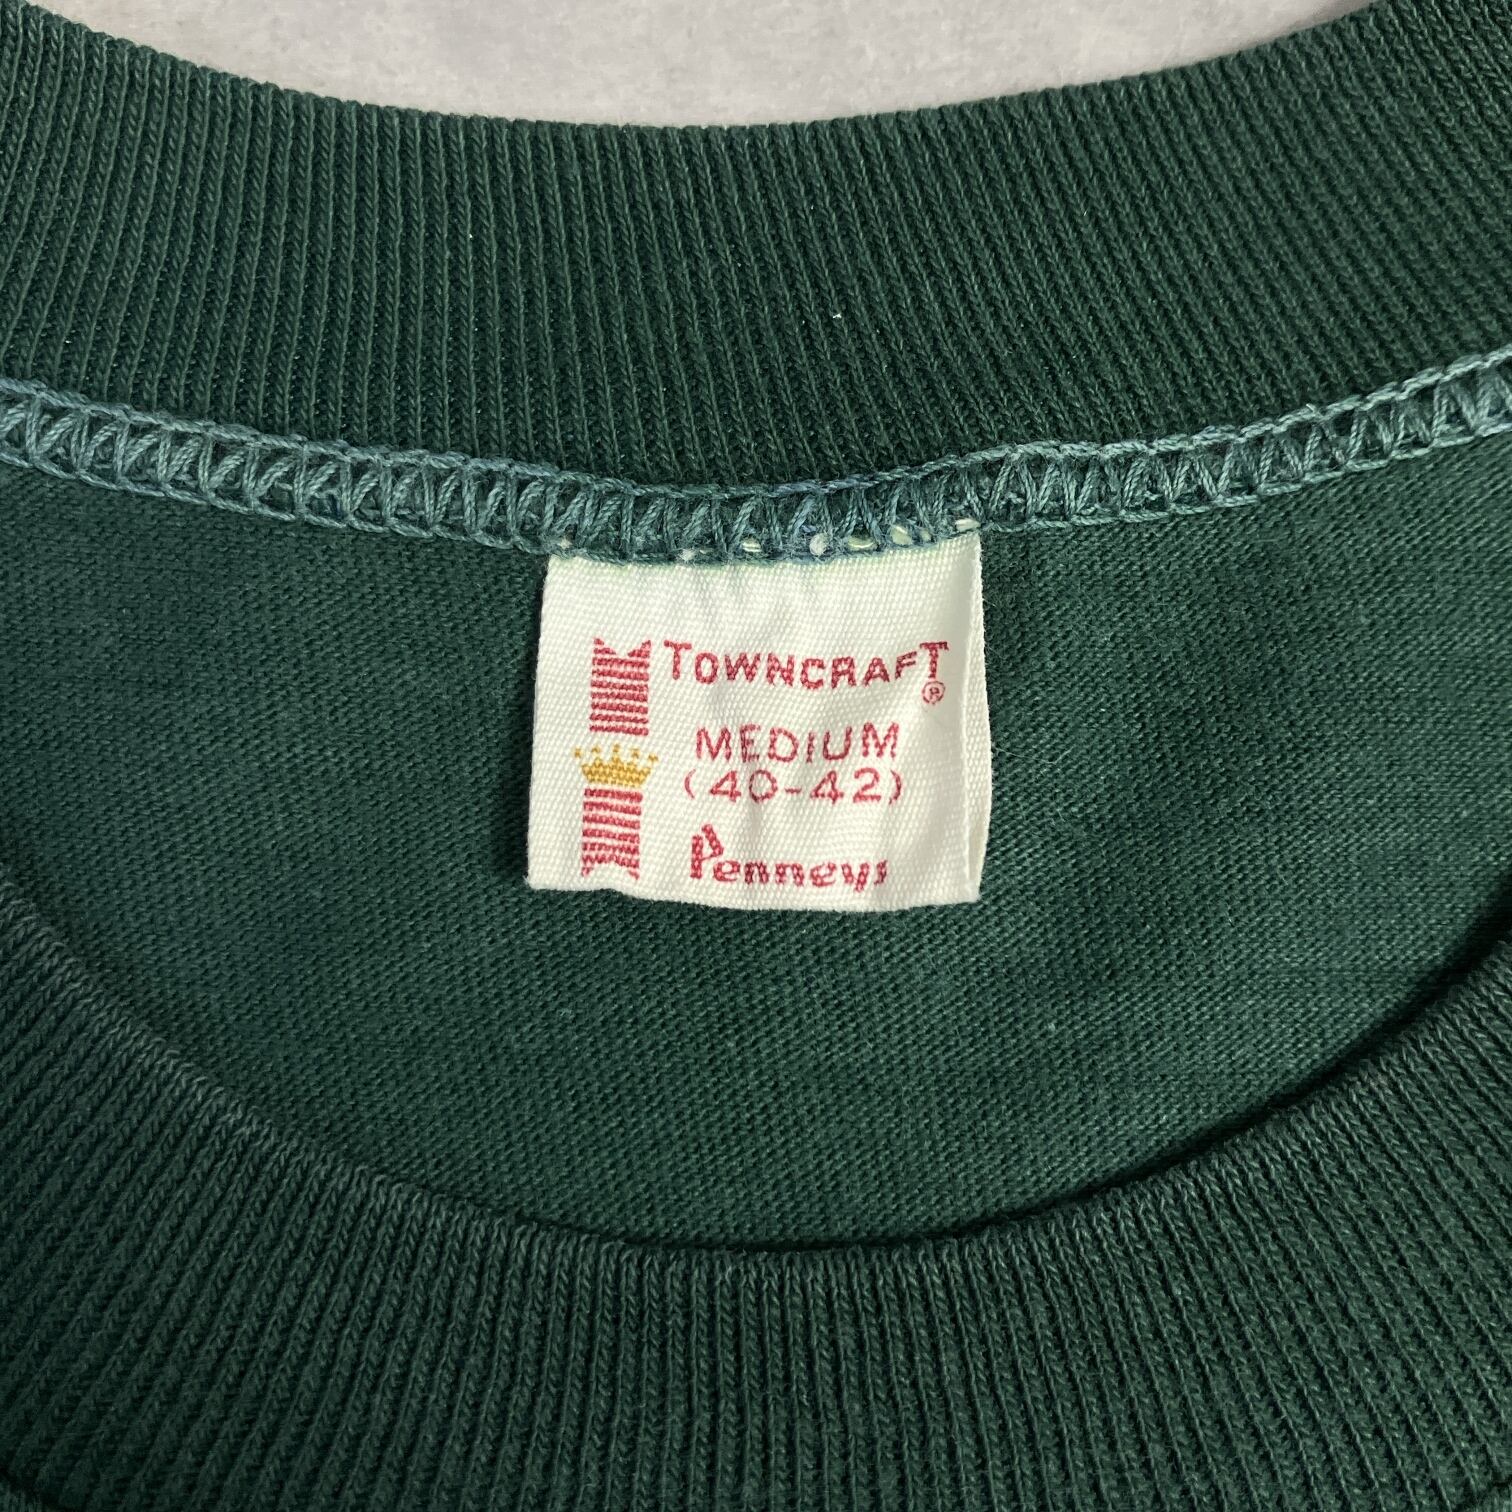 TOWNCRAFT
®
MEDIUM
(40-42)
Penneys